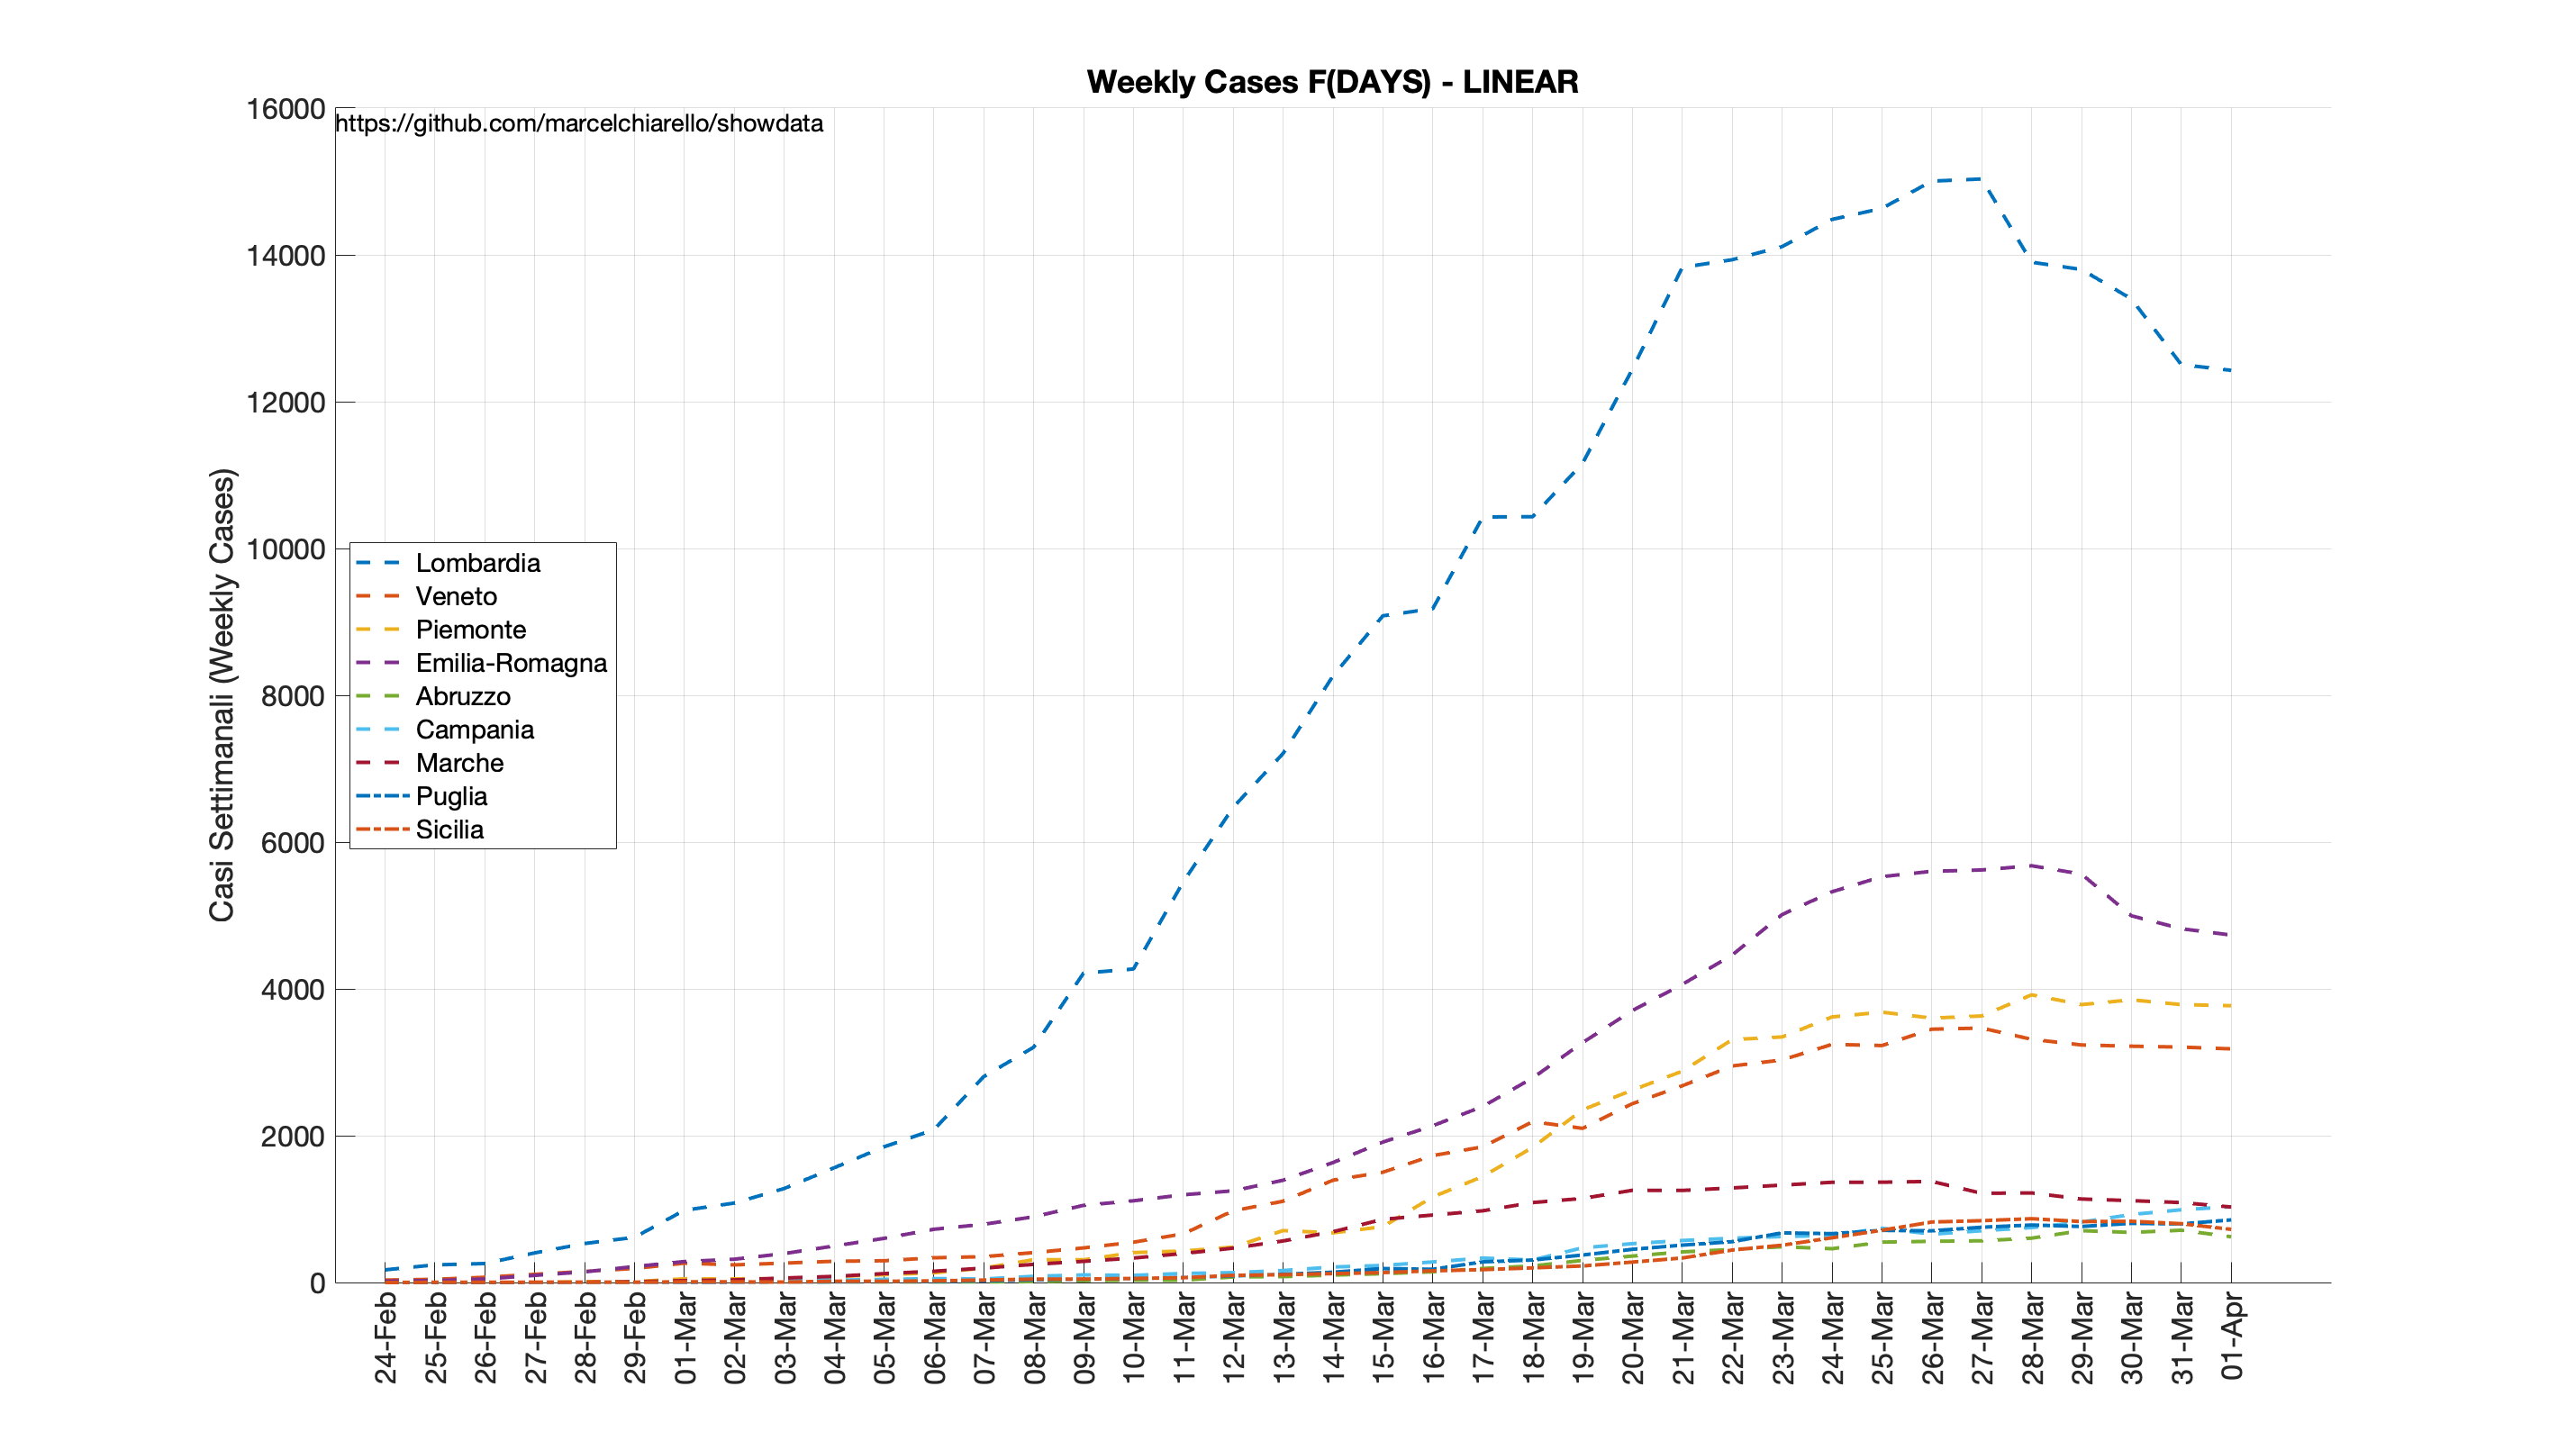 Weekly Cases F(DAYS) - LINEAR
https://github.com/marcelchiarello/showdata
Casi Settimanali (Weekly Cases)
16000
14000
12000
10000
8000
6000
4000
2000
0
Lombardia
Veneto
Piemonte
Emilia-Romagna
Abruzzo
Campania
Marche
Puglia
Sicilia
24-Feb
25-Feb
26-Feb
27-Feb
28-Feb
29-Feb
01-Mar
02-Mar
03-Mar
04-Mar
05-Mar
06-Mar
07-Mar
08-Mar
09-Mar
10-Mar
11-Mar
12-Mar
13-Mar
14-Mar
15-Mar
16-Mar
17-Mar
18-Mar
19-Mar
20-Mar
21-Mar
22-Mar
23-Mar
24-Mar
25-Mar
26-Mar
27-Mar
28-Mar
29-Mar
30-Mar
31-Mar
01-Apr